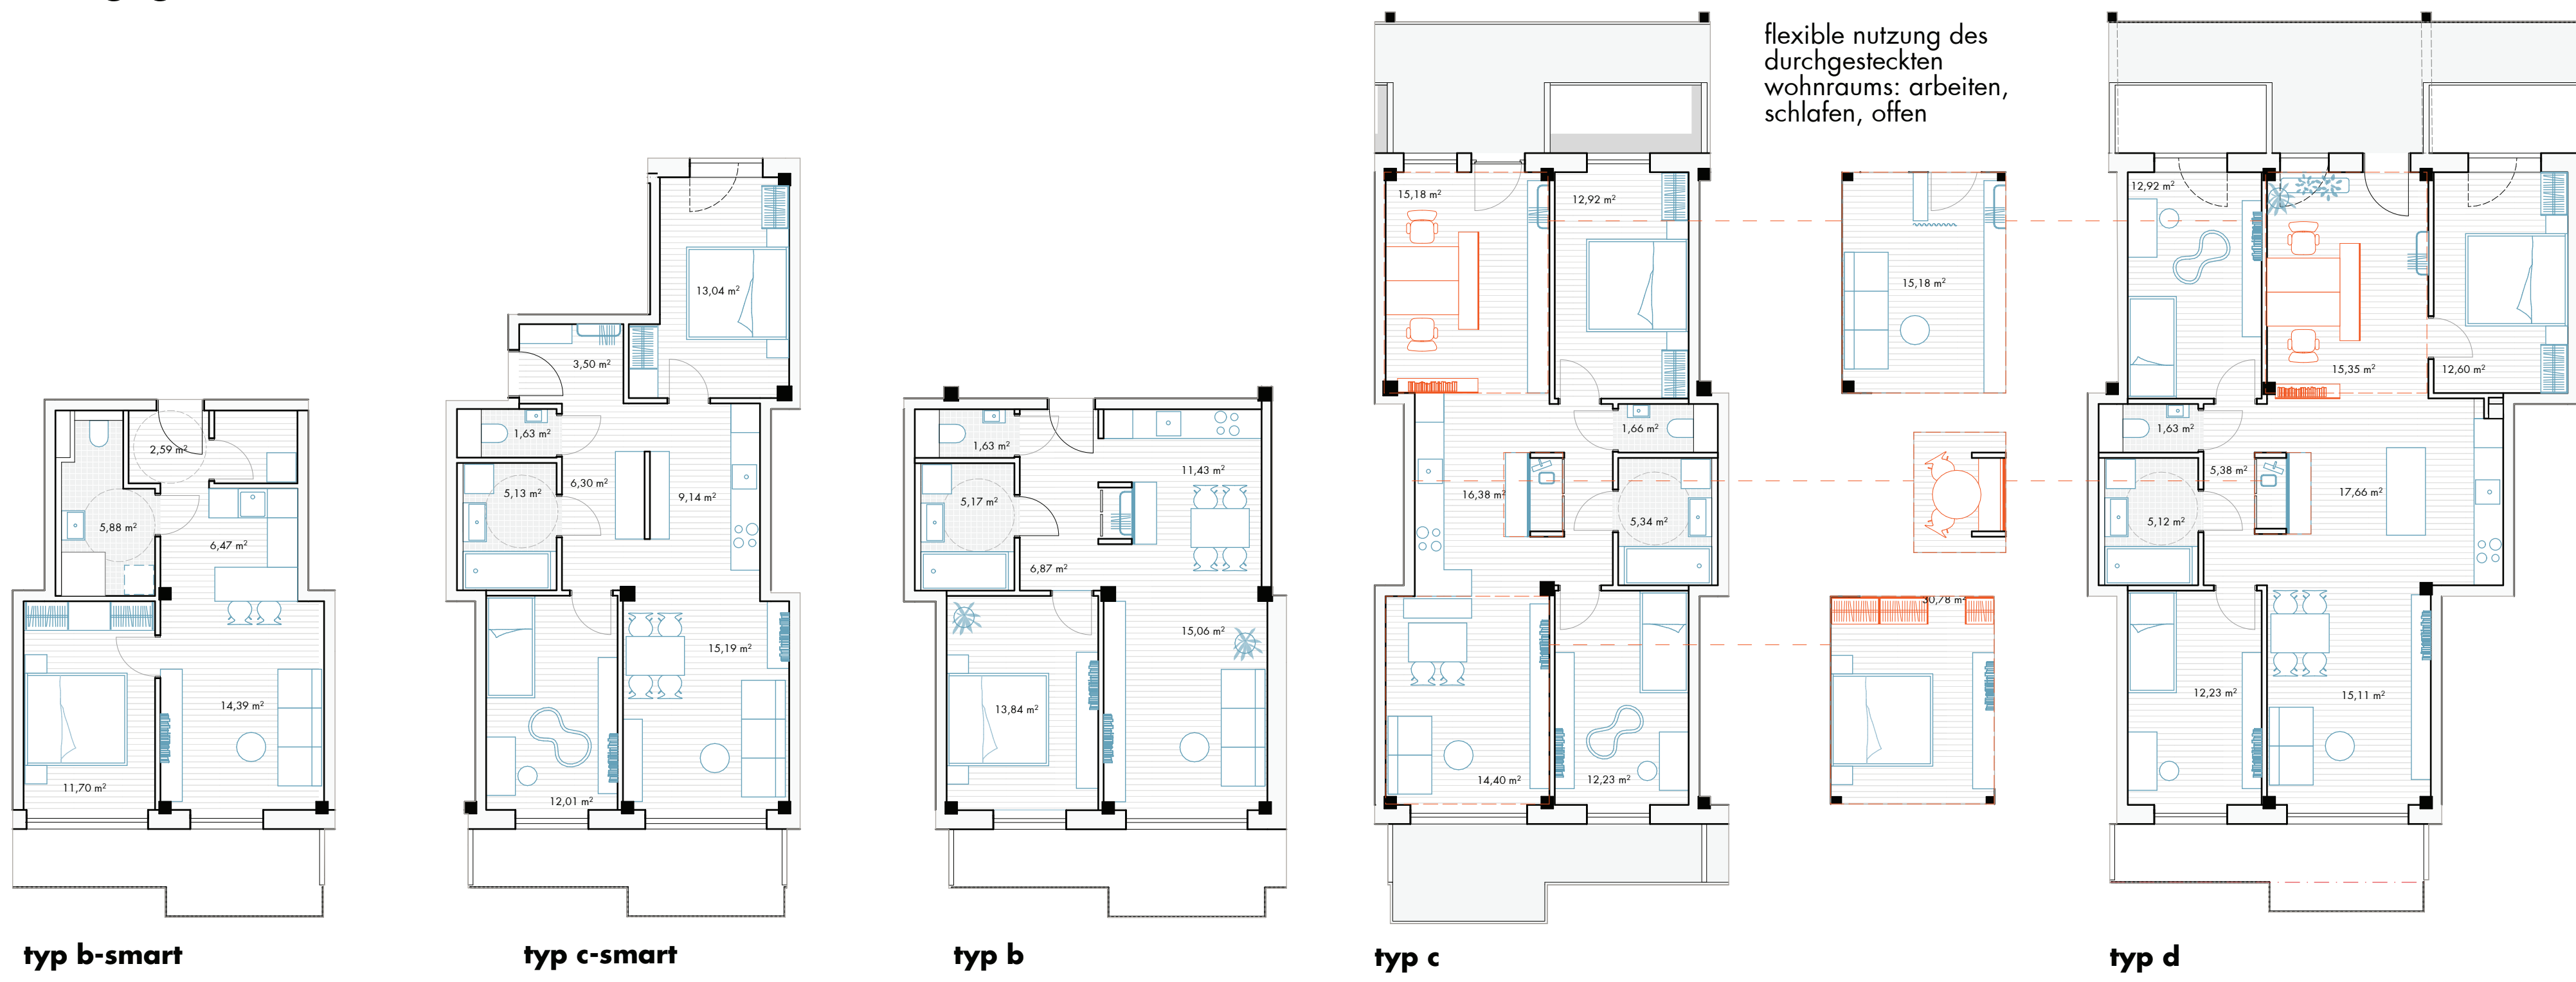 flexible nutzung des
durchgesteckten
wohnraums: arbeiten,
schlafen, offen
2,59 m²
5,88 m²
6,47 m²
14,39 m²
11,70 m²
typ b-smart
13,04 m²
3,50 m²
1,63 m²
5,13 m²
6,30 m²
9,14 m²
15,19 m²
12,01 m²
typ c-smart
1,63 m²
11,43 m²
5,17 m²
6,87 m²
15,06 m²
13,84 m²
typ b
15,18 m²
12,92 m²
1,66 m²
16,38 m²
5,34 m²
14,40 m²
12,23 m²
typ c
15,18 m²
30,78 m²
12,92 m²
15,35 m²
12,60 m²
1,63 m²
5,38 m²
17,66 m²
5,12 m²
12,23 m²
15,11 m²
typ d